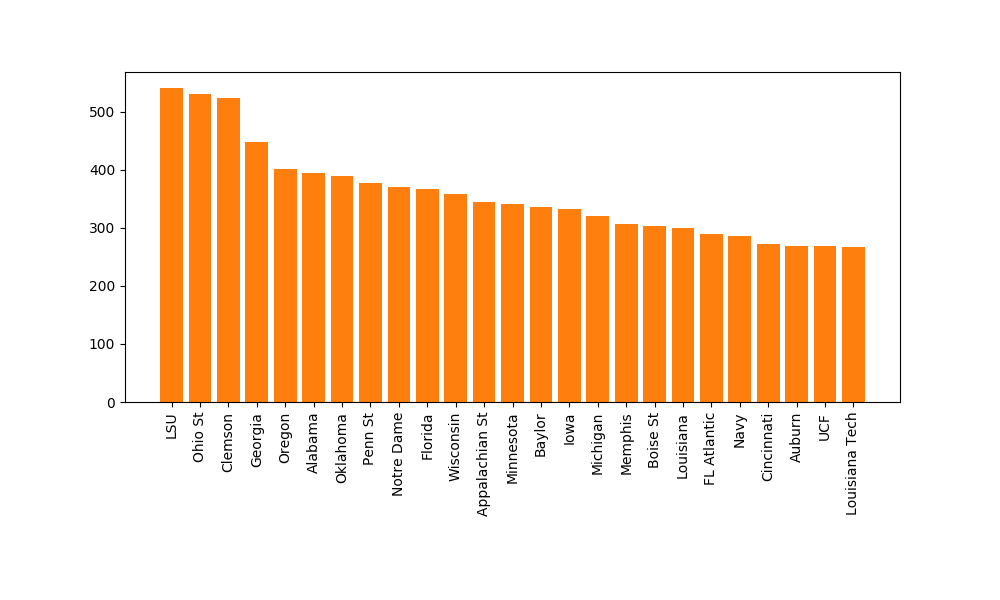 500
400
300
200
100
0
LSU
Ohio St
Clemson
Georgia
Oregon
Alabama
Oklahoma
Penn St
Notre Dame
Florida
Wisconsin
Appalachian St
Minnesota
Baylor
Iowa
Michigan
Memphis
Boise St
Louisiana
FL Atlantic
Navy
Cincinnati
Auburn
UCF
Louisiana Tech